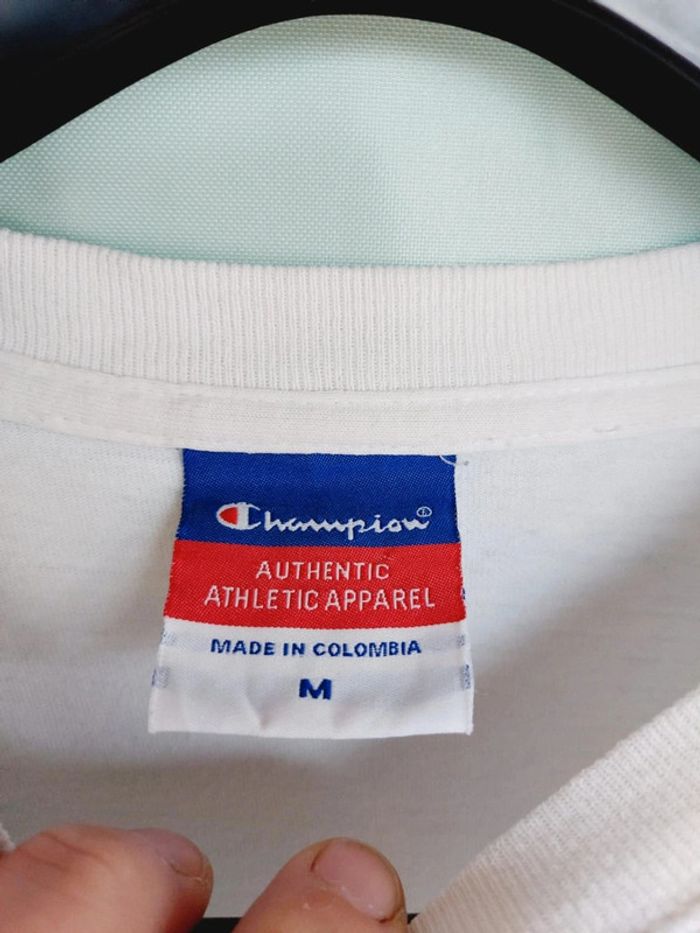 Champion®
AUTHENTIC
ATHLETIC APPAREL
MADE IN COLOMBIA
M